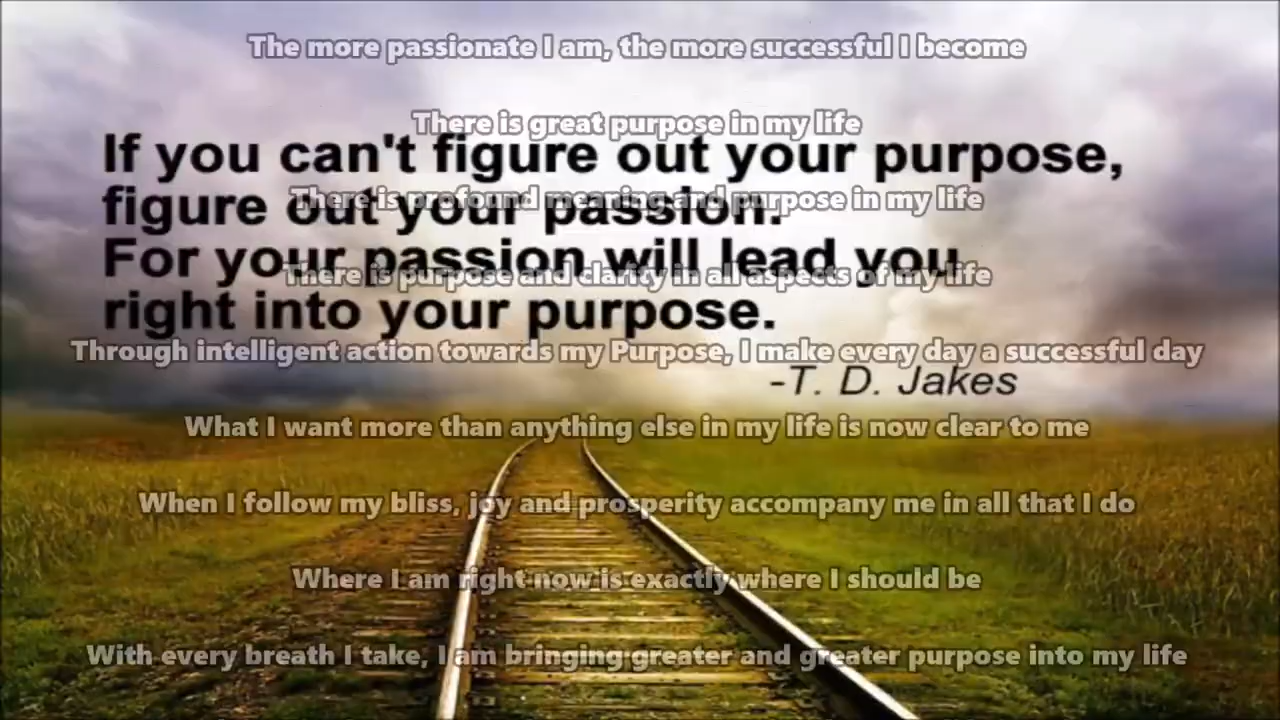 The more passionate I am, the more successful I become
There is great purpose in my life
If you can't figure out your purpose,
There is profound meaning and purpose in my life
figure out your passion.
For your passion will lead you
There is purpose and clarity in all aspects of my life
right into your purpose.
Through intelligent action towards my Purpose, I make every day a successful day
-T. D. Jakes
What I want more than anything else in my life is now clear to me
When I follow my bliss, joy and prosperity accompany me in all that I do
Where I am right now is exactly where I should be
With every breath I take, I am bringing greater and greater purpose into my life